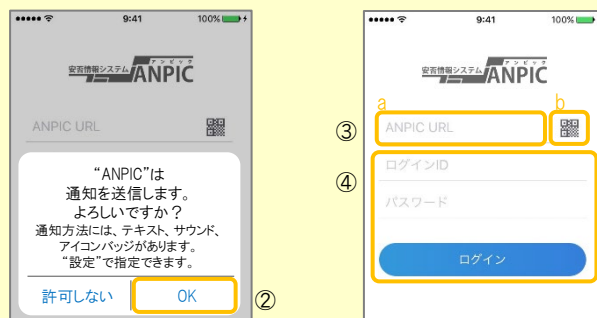 9:41
100%
安否情報システム
アンピック
ANPIC
ANPIC URL
“ANPIC”は
通知を送信します。
よろしいですか？
通知方法には、テキスト、サウンド、
アイコンバッジがあります。
“設定”で指定できます。
許可しない
OK
②
9:41
100%
安否情報システム
アンピック
ANPIC
a
b
③
ANPIC URL
④
ログインID
パスワード
ログイン